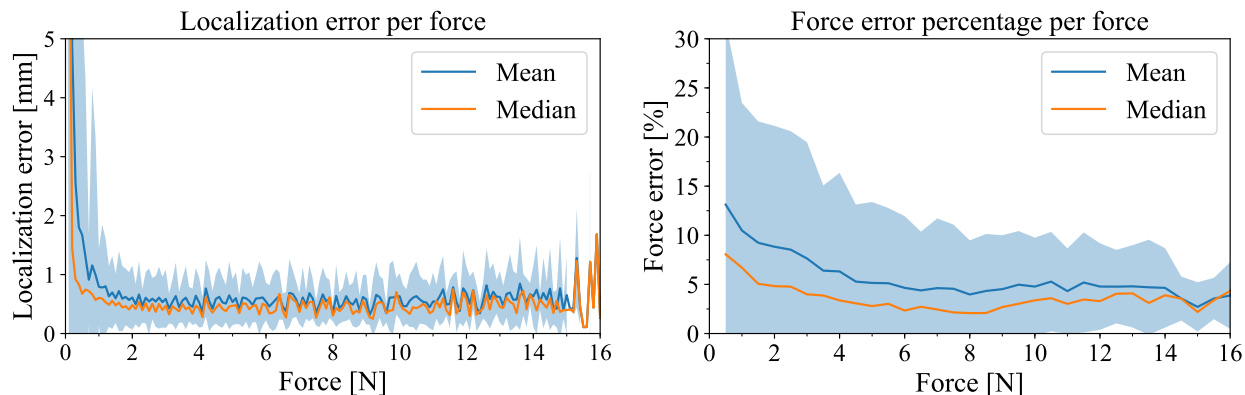 Localization error per force
Localization error [mm]
5
4
3
2
1
0
Mean
Median
0 2 4 6 8 10 12 14 16
Force [N]
Force error percentage per force
Force error [%]
30
25
20
15
10
5
0
Mean
Median
0 2 4 6 8 10 12 14 16
Force [N]